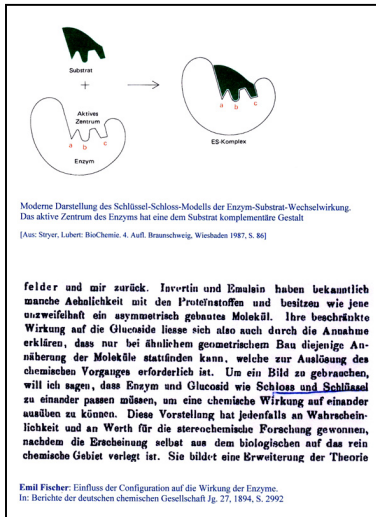 Substrat
+
Aktives
Zentrum
a
b
c
Enzym
a
b
c
ES-Komplex
Moderne Darstellung des Schlüssel-Schloss-Modells der Enzym-Substrat-Wechselwirkung.
Das aktive Zentrum des Enzyms hat eine dem Substrat komplementäre Gestalt
[Aus: Stryer, Lubert: BioChemie. 4. Aufl. Braunschweig, Wiesbaden 1987, S. 86]
felder und mir zurück. Invertin und Emulsin haben bekanntlich
manche Aehnlichkeit mit den Proteïnstoffen und besitzen wie jene
unzweifelhaft ein asymmetrisch gebautes Molekül. Ihre beschränkte
Wirkung auf die Glucoside liesse sich also auch durch die Annahme
erklären, dass nur bei ähnlichem geometrischem Bau diejenige An-
näherung der Moleküle stattfinden kann, welche zur Auslösung des
chemischen Vorganges erforderlich ist. Um ein Bild zu gebrauchen,
will ich sagen, dass Enzym und Glucosid wie Schloss und Schlüssel
zu einander passen müssen, um eine chemische Wirkung auf einander
ausüben zu können. Diese Vorstellung hat jedenfalls an Wahrschein-
lichkeit und an Werth für die stereochemische Forschung gewonnen,
nachdem die Erscheinung selbst aus dem biologischen auf das rein
chemische Gebiet verlegt ist. Sie bildet eine Erweiterung der Theorie
Emil Fischer: Einfluss der Configuration auf die Wirkung der Enzyme.
In: Berichte der deutschen chemischen Gesellschaft Jg. 27, 1894, S. 2992